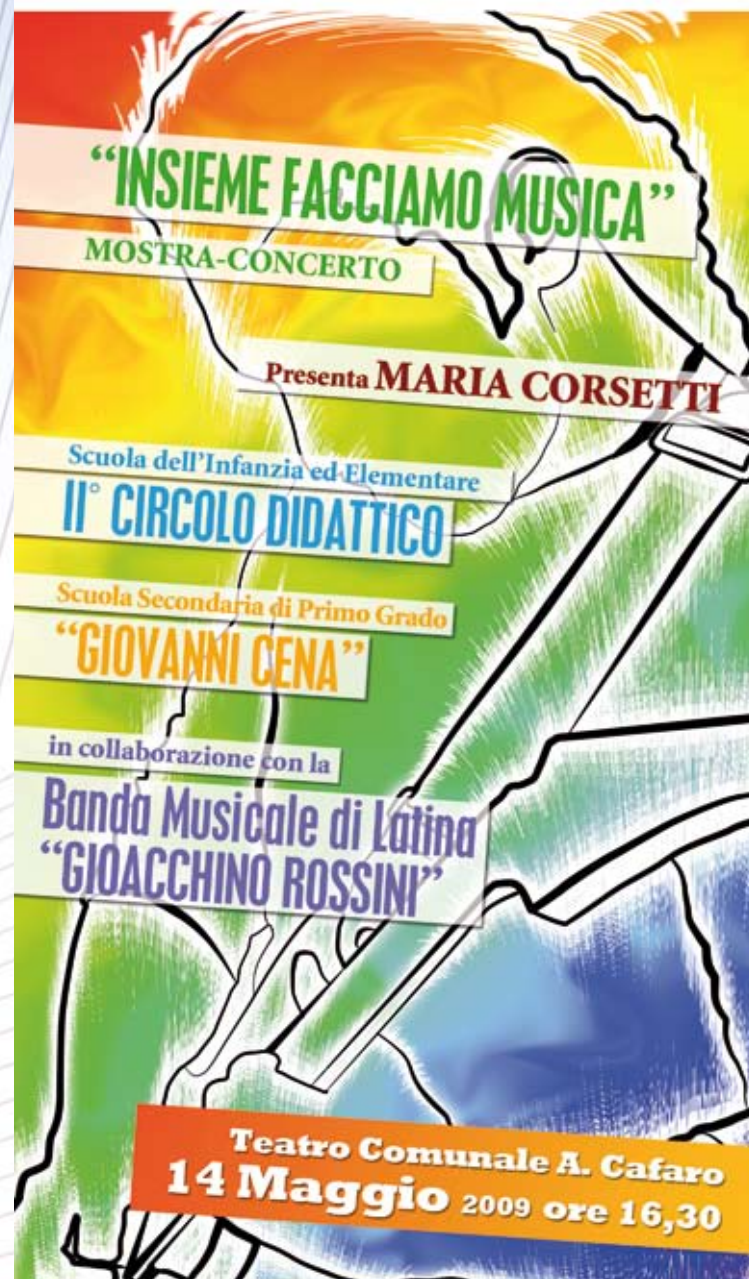 “INSIEME FACCIAMO MUSICA”
MOSTRA-CONCERTO
Presenta MARIA CORSETTI
Scuola dell’Infanzia ed Elementare
II° CIRCOLO DIDATTICO
Scuola Secondaria di Primo Grado
“GIOVANNI CENA”
in collaborazione con la
Banda Musicale di Latina
“GIOACCHINO ROSSINI”
Teatro Comunale A. Cafaro
14 Maggio 2009 ore 16,30